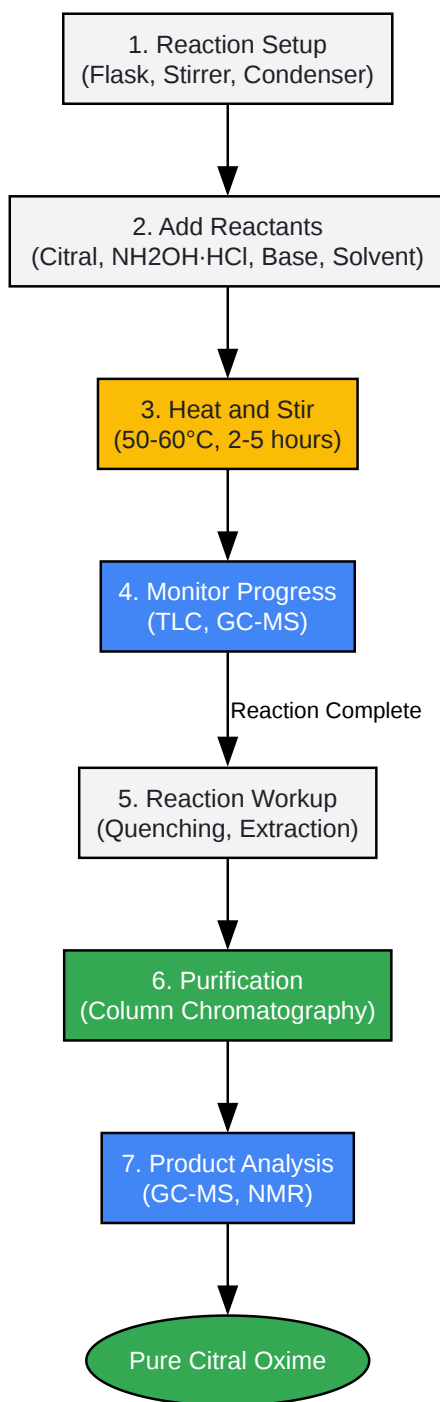 1. Reaction Setup
(Flask, Stirrer, Condenser)
2. Add Reactants
(Citral, NH2OH·HCl, Base, Solvent)
3. Heat and Stir
(50-60°C, 2-5 hours)
4. Monitor Progress
(TLC, GC-MS)
Reaction Complete
5. Reaction Workup
(Quenching, Extraction)
6. Purification
(Column Chromatography)
7. Product Analysis
(GC-MS, NMR)
Pure Citral Oxime